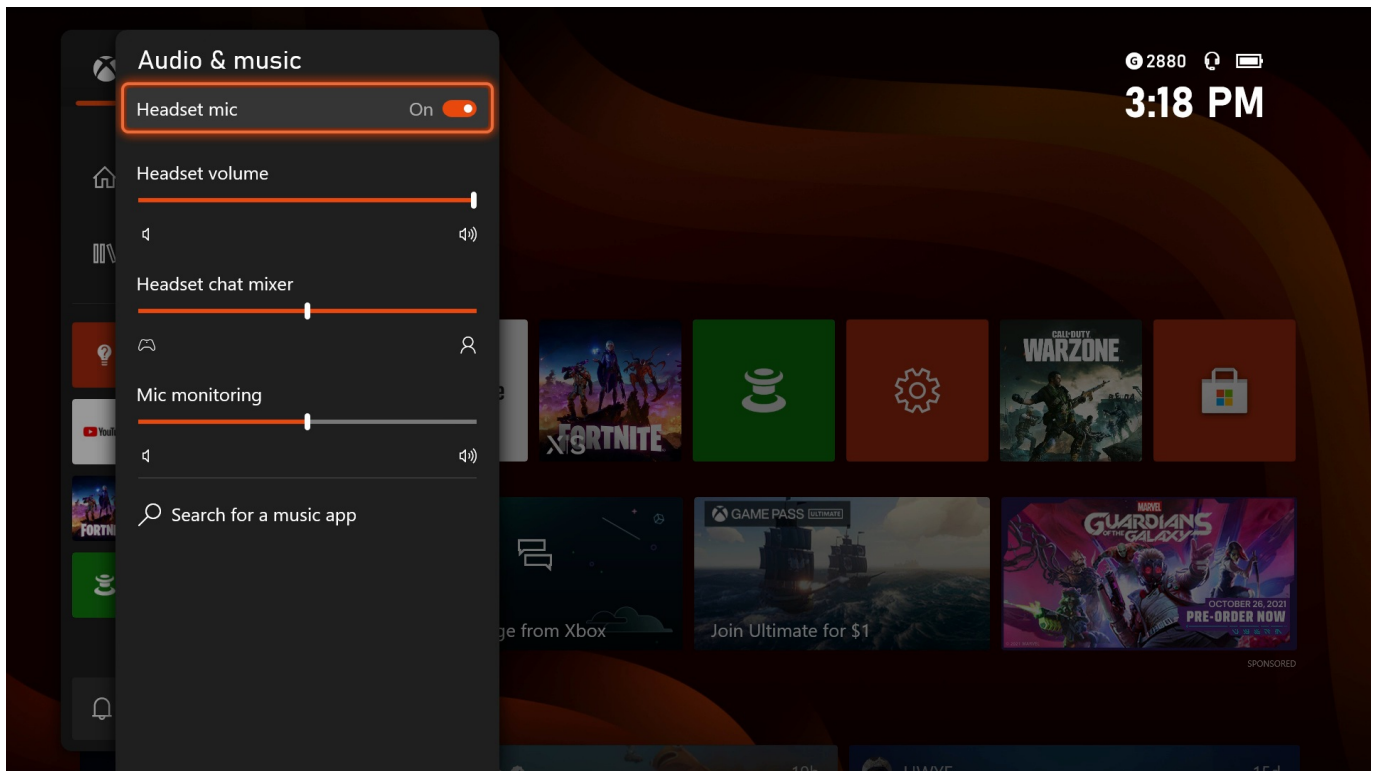 Audio & music
Headset mic
On
Headset volume
Headset chat mixer
Mic monitoring
Search for a music app
G 2880
3:18 PM
YouTu
FORTN
X|S
FORTNITE
CALL OF DUTY
WARZONE
ge from Xbox
GAME PASS ULTIMATE
Join Ultimate for $1
MARVEL
GUARDIANS
OF THE GALAXY
OCTOBER 26, 2021
PRE-ORDER NOW
SPONSORED